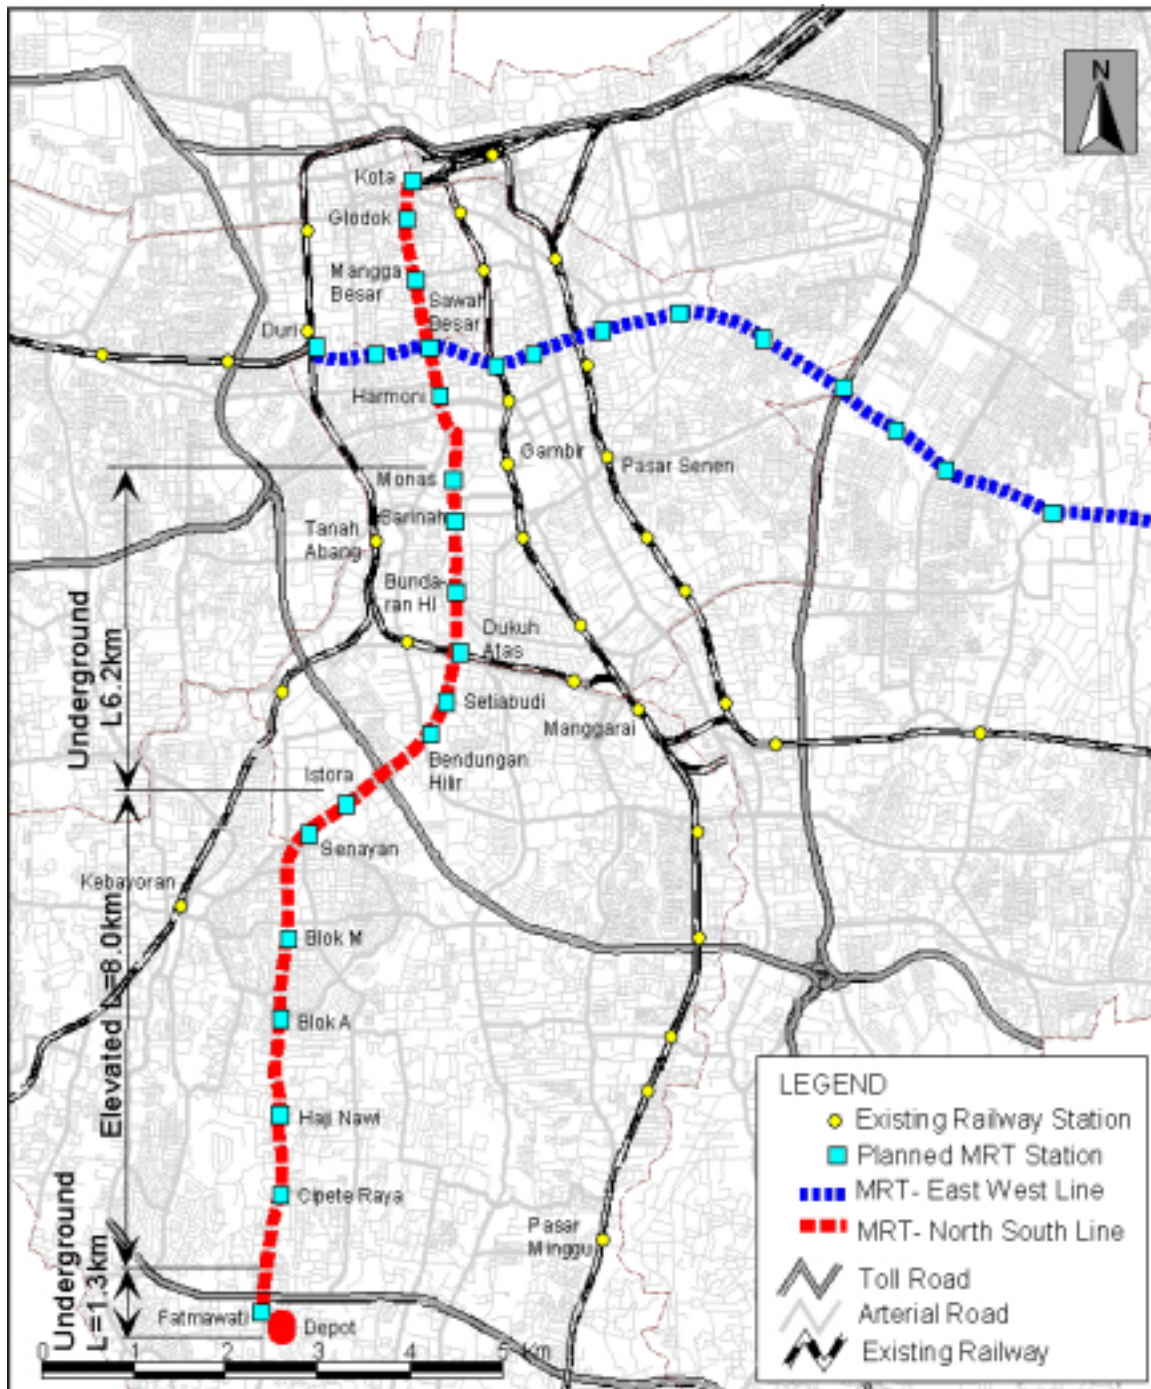 N
Kota
Glodok
Mangga
Besar
Sawah
Besar
Duri
Harmoni
Gambir
Pasar Senen
Monas
Sarinah
Tanah
Abang
Bunda-
ran HI
Dukuh
Atas
Setiabudi
Manggarai
Bendungan
Hilir
Istora
Senayan
Kebayoran
Blok M
Blok A
Haji Nawi
Cipete Raya
Pasar
Minggu
Fatmawati
Depot
Underground
L6.2km
Elevated L=8.0km
Underground
L=1.3km
0 1 2 3 4 5 km
LEGEND
Existing Railway Station
Planned MRT Station
MRT- East West Line
MRT- North South Line
Toll Road
Arterial Road
Existing Railway